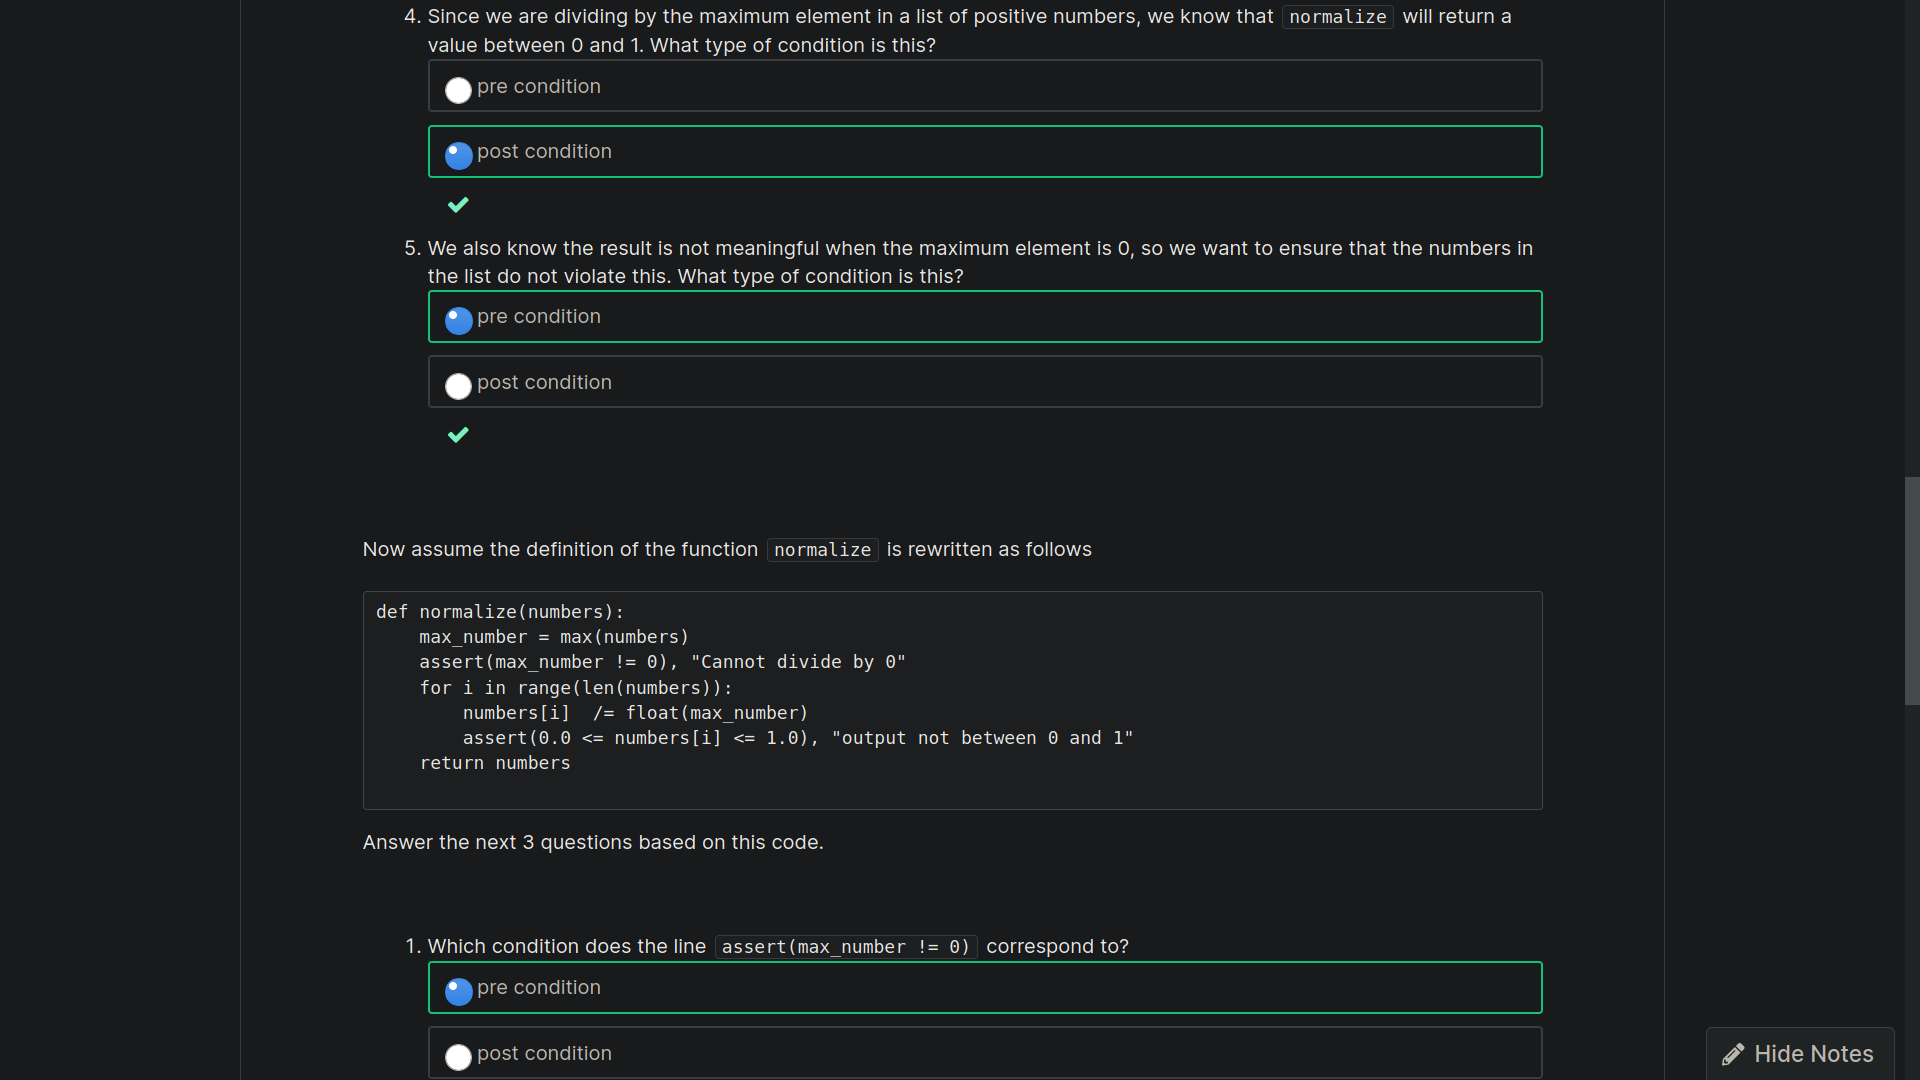 4. Since we are dividing by the maximum element in a list of positive numbers, we know that normalize will return a
value between 0 and 1. What type of condition is this?
pre condition
post condition
5. We also know the result is not meaningful when the maximum element is 0, so we want to ensure that the numbers in
the list do not violate this. What type of condition is this?
pre condition
post condition
Now assume the definition of the function normalize is rewritten as follows
def normalize(numbers):
    max_number = max(numbers)
    assert(max_number != 0), "Cannot divide by 0"
    for i in range(len(numbers)):
        numbers[i]  /= float(max_number)
        assert(0.0 <= numbers[i] <= 1.0), "output not between 0 and 1"
    return numbers
Answer the next 3 questions based on this code.
1. Which condition does the line assert(max_number != 0) correspond to?
pre condition
post condition
Hide Notes